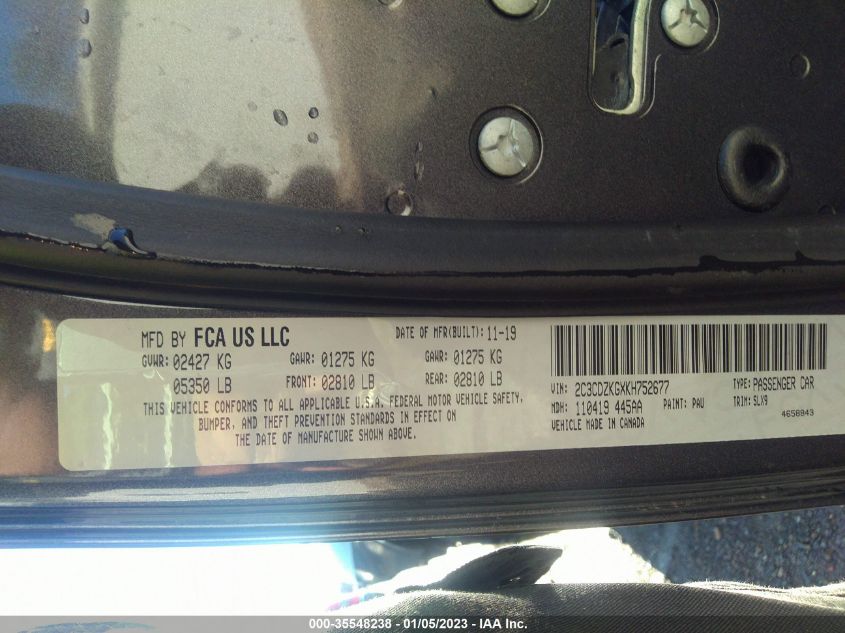 MFD BY FCA US LLC DATE OF MFR(BUILT): 11-19
GVWR: 02427 KG GAWR: 01275 KG GAWR: 01275 KG
05350 LB FRONT: 02810 LB REAR: 02810 LB
THIS VEHICLE CONFORMS TO ALL APPLICABLE U.S.A. FEDERAL MOTOR VEHICLE SAFETY,
BUMPER, AND THEFT PREVENTION STANDARDS IN EFFECT ON
THE DATE OF MANUFACTURE SHOWN ABOVE.
VIN: 2C3CDZKGXKH752677 TYPE: PASSENGER CAR
MDH: 110419 445AA PAINT: PAU TRIM: SLX9
VEHICLE MADE IN CANADA 4658943
000-35548238 - 01/05/2023 - IAA Inc.